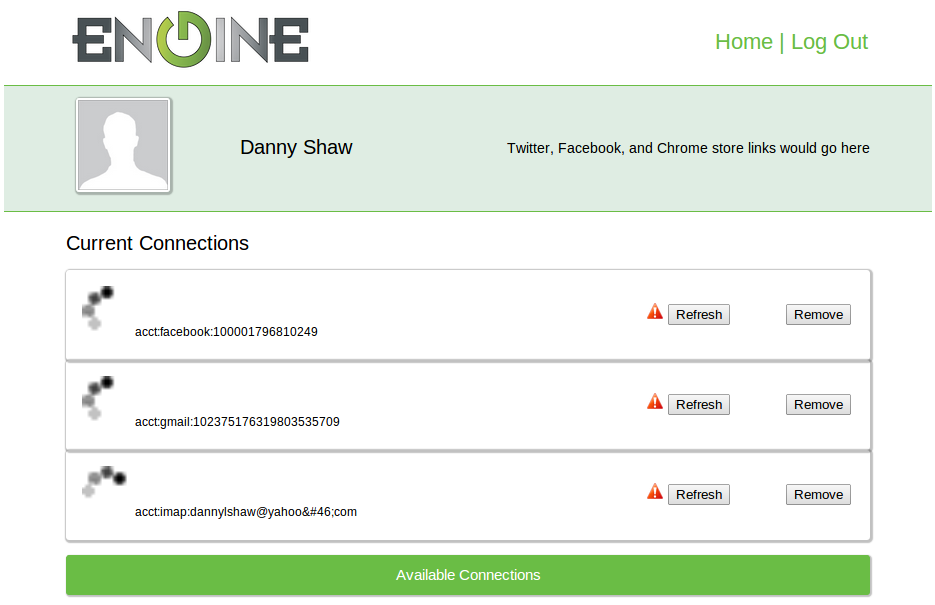 ENGINE
Home | Log Out
Danny Shaw
Twitter, Facebook, and Chrome store links would go here
Current Connections
acct:facebook:100001796810249
Refresh
Remove
acct:gmail:102375176319803535709
Refresh
Remove
acct:imap:dannylshaw@yahoo&#46;com
Refresh
Remove
Available Connections